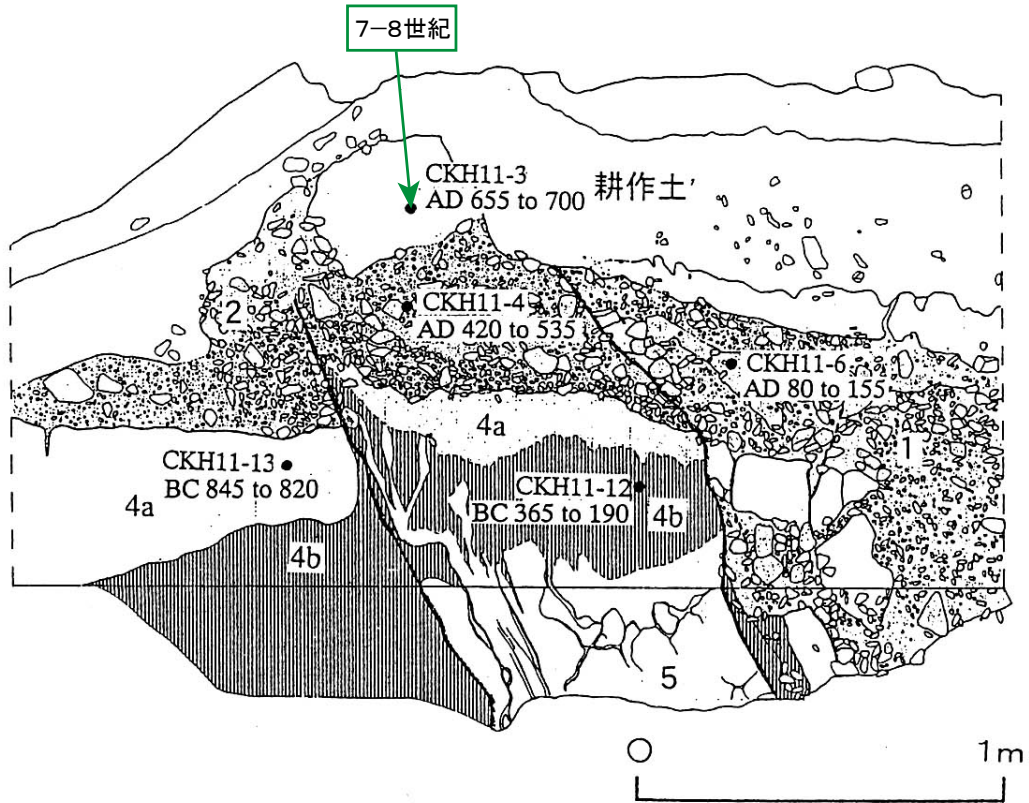 7–8世紀
CKH11-3
AD 655 to 700
耕作土'
2
CKH11-4
AD 420 to 535
CKH11-6
AD 80 to 155
4a
1
CKH11-13
BC 845 to 820
CKH11-12
BC 365 to 190
4b
4a
4b
5
0
1m